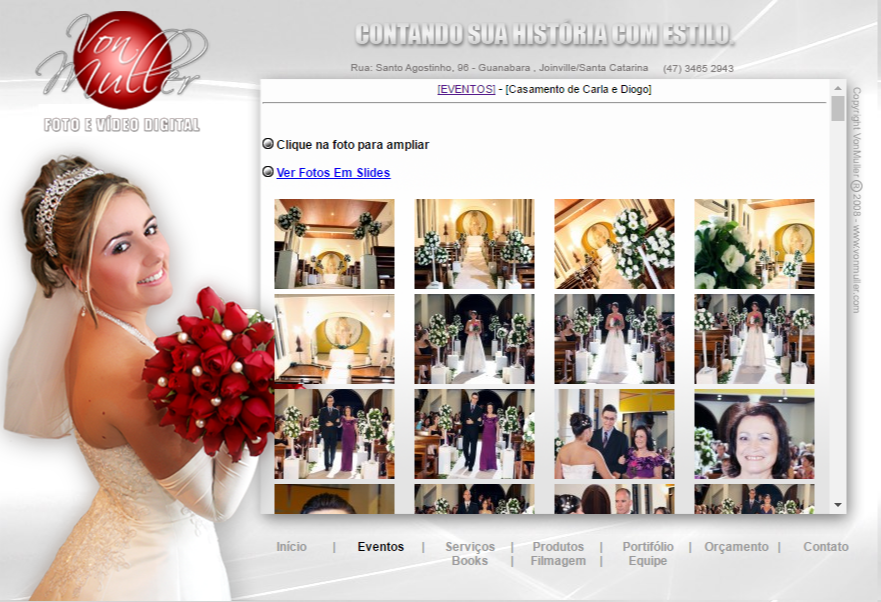 Von
Muller
FOTO E VÍDEO DIGITAL
CONTANDO SUA HISTÓRIA COM ESTILO.
Rua: Santo Agostinho, 96 - Guanabara , Joinville/Santa Catarina (47) 3465 2943
[EVENTOS] - [Casamento de Carla e Diogo]
Clique na foto para ampliar
Ver Fotos Em Slides
Copyright VonMuller ® 2008 - www.vonmuller.com
Início | Eventos | Serviços | Produtos | Portifólio | Orçamento | Contato
Books | Filmagem | Equipe